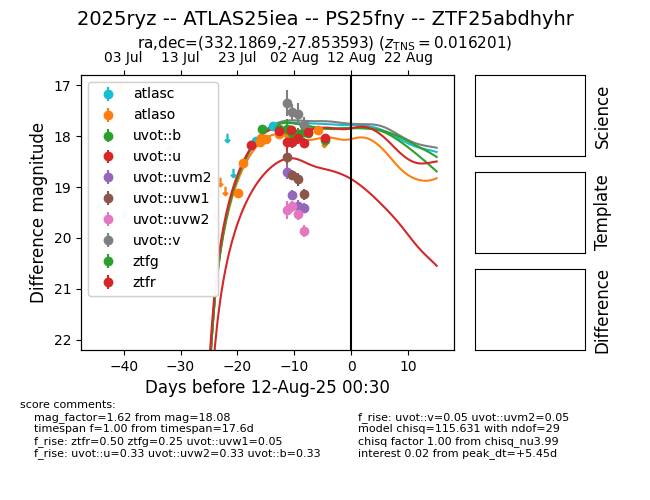 2025ryz -- ATLAS25iea -- PS25fny -- ZTF25abdhyhr
ra,dec=(332.1869,-27.853593) (z_TNS = 0.016201)
03 Jul 13 Jul 23 Jul 02 Aug 12 Aug 22 Aug
17
18
19
20
21
22
Difference magnitude
atlasc
atlaso
uvot::b
uvot::u
uvot::uvm2
uvot::uvw1
uvot::uvw2
uvot::v
ztfg
ztfr
−40 −30 −20 −10 0 10
Days before 12-Aug-25 00:30
Science
Template
Difference
score comments:
mag_factor=1.62 from mag=18.08
timespan f=1.00 from timespan=17.6d
f_rise: ztfr=0.50 ztfg=0.25 uvot::uvw1=0.05
f_rise: uvot::u=0.33 uvot::uvw2=0.33 uvot::b=0.33
f_rise: uvot::v=0.05 uvot::uvm2=0.05
model chisq=115.631 with ndof=29
chisq factor 1.00 from chisq_nu3.99
interest 0.02 from peak_dt=+5.45d